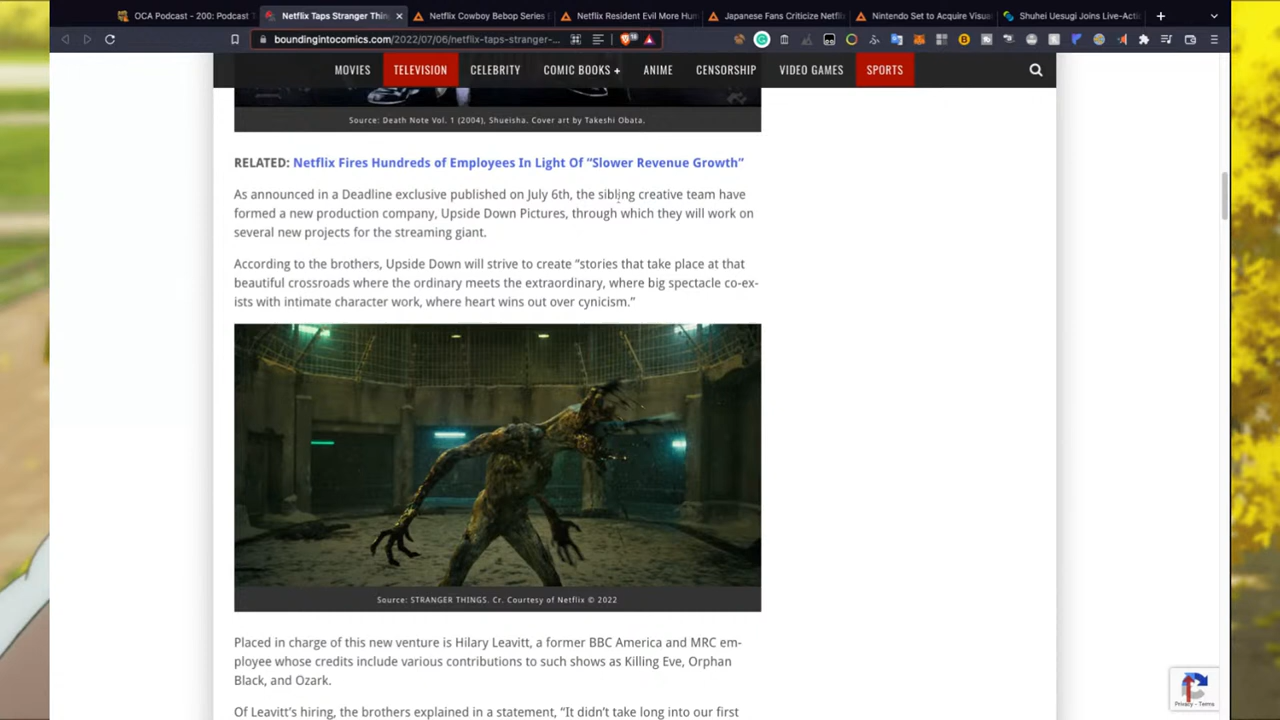 OCA Podcast - 200: Podcast T
Netflix Taps Stranger Thin
Netflix Cowboy Bebop Series
Netflix Resident Evil More Hum
Japanese Fans Criticize Netfli
Nintendo Set to Acquire Visua
Shuhei Uesugi Joins Live-Acti
boundingintocomics.com/2022/07/06/netflix-taps-stranger-...
MOVIES TELEVISION CELEBRITY COMIC BOOKS + ANIME CENSORSHIP VIDEO GAMES SPORTS
Source: Death Note Vol. 1 (2004), Shueisha. Cover art by Takeshi Obata.
RELATED: Netflix Fires Hundreds of Employees In Light Of “Slower Revenue Growth”
As announced in a Deadline exclusive published on July 6th, the sibling creative team have
formed a new production company, Upside Down Pictures, through which they will work on
several new projects for the streaming giant.
According to the brothers, Upside Down will strive to create “stories that take place at that
beautiful crossroads where the ordinary meets the extraordinary, where big spectacle co-ex-
ists with intimate character work, where heart wins out over cynicism.”
Source: STRANGER THINGS. Cr. Courtesy of Netflix © 2022
Placed in charge of this new venture is Hilary Leavitt, a former BBC America and MRC em-
ployee whose credits include various contributions to such shows as Killing Eve, Orphan
Black, and Ozark.
Of Leavitt’s hiring, the brothers explained in a statement, “It didn’t take long into our first
Privacy - Terms